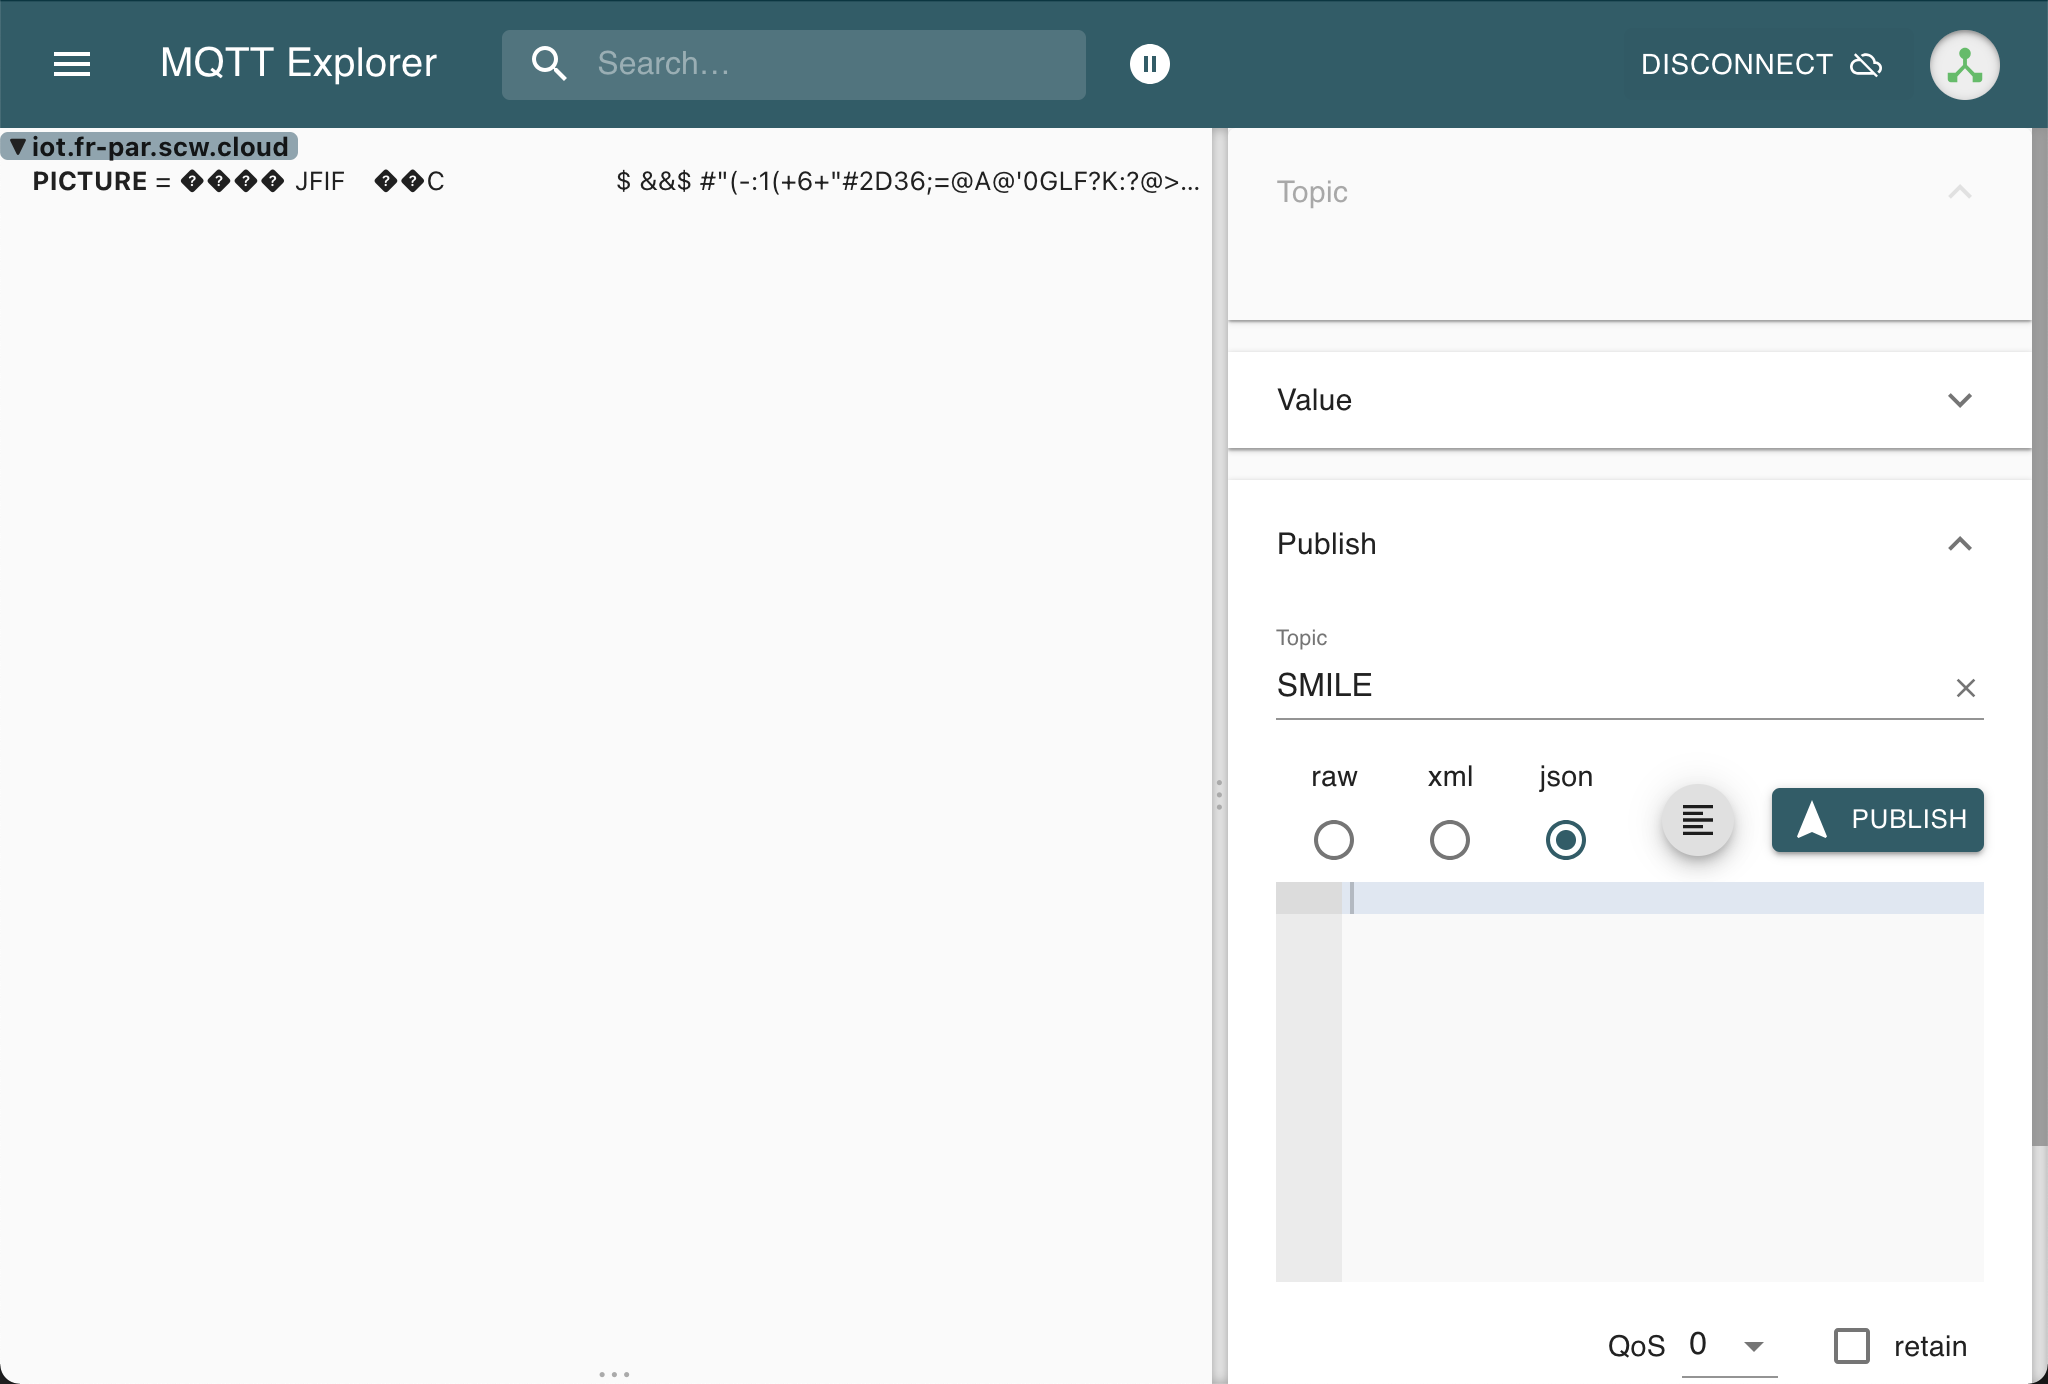 MQTT Explorer
Search...
DISCONNECT
▼ iot.fr-par.scw.cloud
PICTURE = ���� JFIF ��C $ &&$ #"(-:1(+6+"#2D36;=@A@'0GLF?K:?@>...
Topic
Value
Publish
Topic
SMILE
raw xml json
PUBLISH
QoS 0 retain